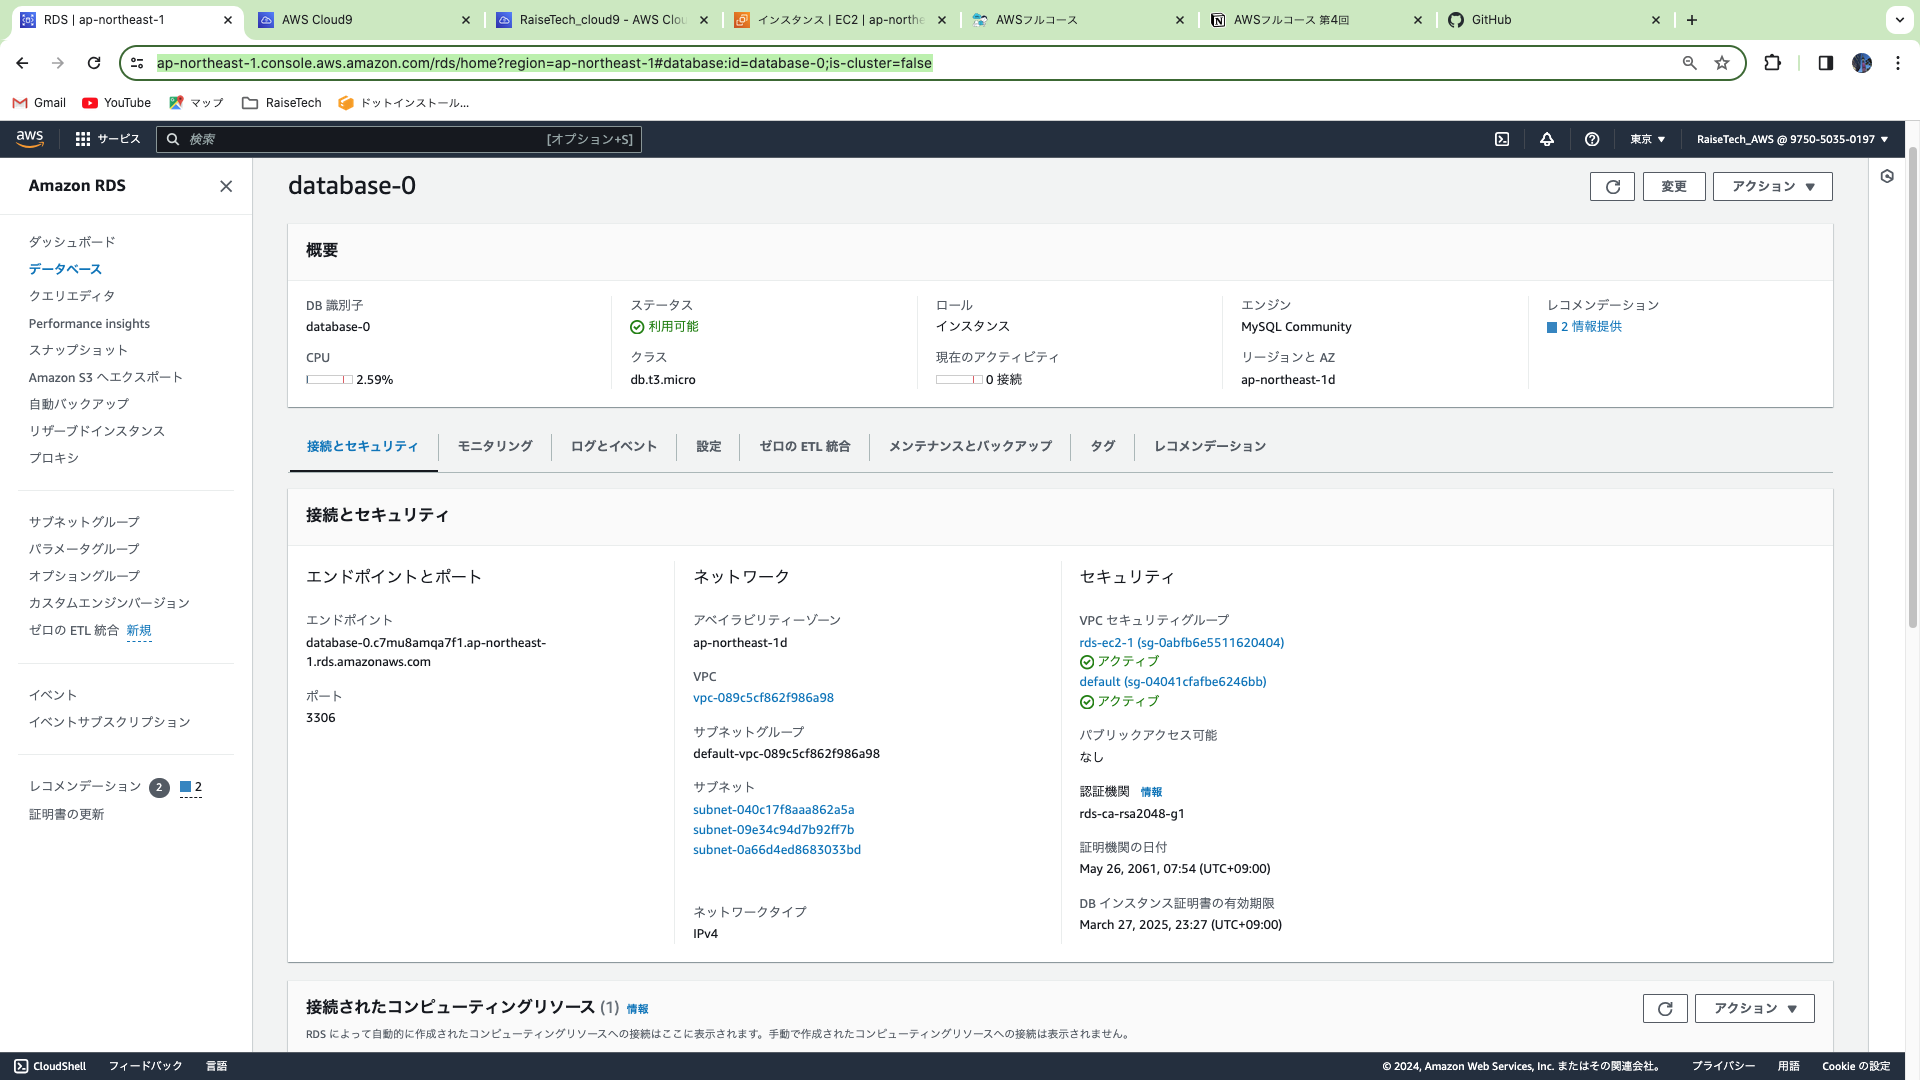 RDS | ap-northeast-1
AWS Cloud9
RaiseTech_cloud9 - AWS Clou
インスタンス | EC2 | ap-northe
AWSフルコース
AWSフルコース 第4回
GitHub
ap-northeast-1.console.aws.amazon.com/rds/home?region=ap-northeast-1#database:id=database-0;is-cluster=false
Gmail
YouTube
マップ
RaiseTech
ドットインストール...
aws
サービス
検索
[オプション+S]
東京 ▼
RaiseTech_AWS @ 9750-5035-0197 ▼
Amazon RDS
ダッシュボード
データベース
クエリエディタ
Performance insights
スナップショット
Amazon S3 へエクスポート
自動バックアップ
リザーブドインスタンス
プロキシ
サブネットグループ
パラメータグループ
オプショングループ
カスタムエンジンバージョン
ゼロの ETL 統合 新規
イベント
イベントサブスクリプション
レコメンデーション 2 2
証明書の更新
database-0
変更
アクション ▼
概要
DB 識別子
database-0
CPU
2.59%
ステータス
利用可能
クラス
db.t3.micro
ロール
インスタンス
現在のアクティビティ
0 接続
エンジン
MySQL Community
リージョンと AZ
ap-northeast-1d
レコメンデーション
2 情報提供
接続とセキュリティ
モニタリング
ログとイベント
設定
ゼロの ETL 統合
メンテナンスとバックアップ
タグ
レコメンデーション
接続とセキュリティ
エンドポイントとポート
エンドポイント
database-0.c7mu8amqa7f1.ap-northeast-
1.rds.amazonaws.com
ポート
3306
ネットワーク
アベイラビリティーゾーン
ap-northeast-1d
VPC
vpc-089c5cf862f986a98
サブネットグループ
default-vpc-089c5cf862f986a98
サブネット
subnet-040c17f8aaa862a5a
subnet-09e34c94d7b92ff7b
subnet-0a66d4ed8683033bd
ネットワークタイプ
IPv4
セキュリティ
VPC セキュリティグループ
rds-ec2-1 (sg-0abfb6e5511620404)
アクティブ
default (sg-04041cfafbe6246bb)
アクティブ
パブリックアクセス可能
なし
認証機関 情報
rds-ca-rsa2048-g1
証明機関の日付
May 26, 2061, 07:54 (UTC+09:00)
DB インスタンス証明書の有効期限
March 27, 2025, 23:27 (UTC+09:00)
接続されたコンピューティングリソース (1) 情報
アクション ▼
RDS によって自動的に作成されたコンピューティングリソースへの接続はここに表示されます。手動で作成されたコンピューティングリソースへの接続は表示されません。
CloudShell
フィードバック
言語
© 2024, Amazon Web Services, Inc. またはその関連会社。
プライバシー
用語
Cookie の設定